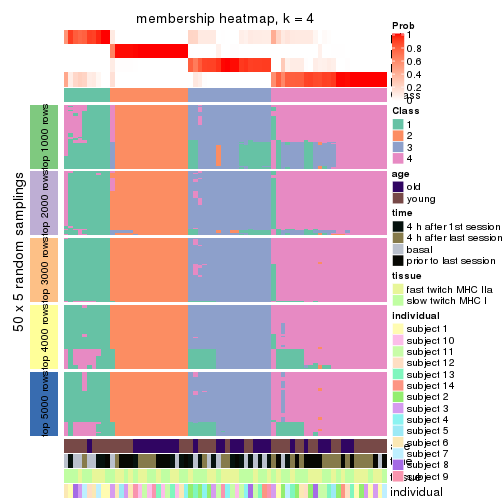 membership heatmap, k = 4
50 x 5 random samplings
top 1000 rows
top 2000 rows
top 3000 rows
top 4000 rows
top 5000 rows
Prob
1
0.8
0.6
0.4
0.2
0
Class
1
2
3
4
age
old
young
time
4 h after 1st session
4 h after last session
basal
prior to last session
tissue
fast twitch MHC IIa
slow twitch MHC I
individual
subject 1
subject 10
subject 11
subject 12
subject 13
subject 14
subject 2
subject 3
subject 4
subject 5
subject 6
subject 7
subject 8
subject 9
individual